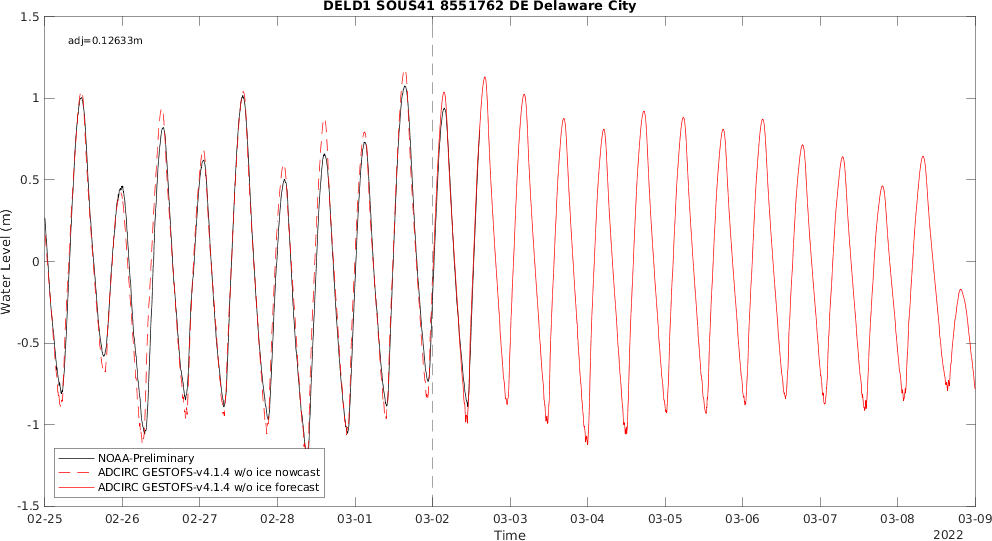 DELD1 SOUS41 8551762 DE Delaware City
adj=0.12633m
Water Level (m)
1.5
1
0.5
0
-0.5
-1
-1.5
NOAA-Preliminary
ADCIRC GESTOFS-v4.1.4 w/o ice nowcast
ADCIRC GESTOFS-v4.1.4 w/o ice forecast
02-25 02-26 02-27 02-28 03-01 03-02 03-03 03-04 03-05 03-06 03-07 03-08 03-09
Time
2022